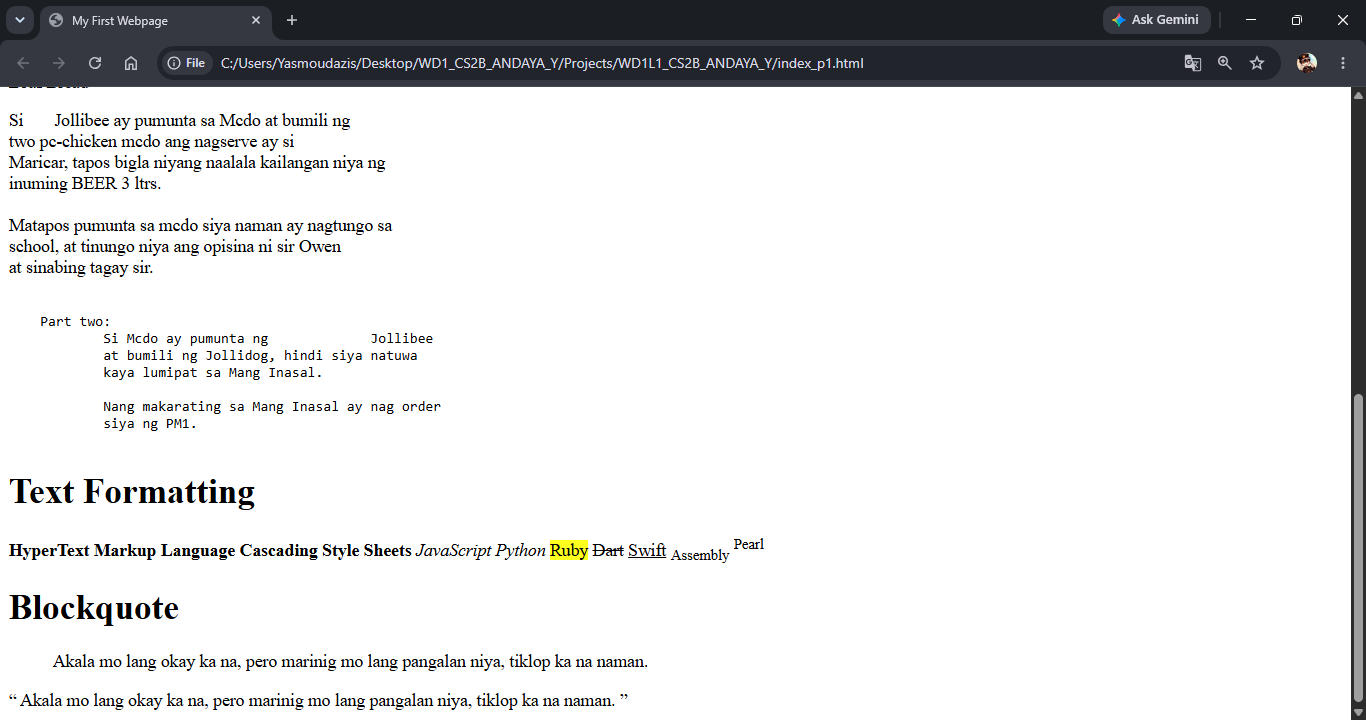 My First Webpage
Ask Gemini
File
C:/Users/Yasmoudazis/Desktop/WD1_CS2B_ANDAYA_Y/Projects/WD1L1_CS2B_ANDAYA_Y/index_p1.html
Si Jollibee ay pumunta sa Mcdo at bumili ng
two pc-chicken mcdo ang nagserve ay si
Maricar, tapos bigla niyang naalala kailangan niya ng
inuming BEER 3 ltrs.
Matapos pumunta sa mcdo siya naman ay nagtungo sa
school, at tinungo niya ang opisina ni sir Owen
at sinabing tagay sir.
Part two:
Si Mcdo ay pumunta ng Jollibee
at bumili ng Jollidog, hindi siya natuwa
kaya lumipat sa Mang Inasal.
Nang makarating sa Mang Inasal ay nag order
siya ng PM1.
Text Formatting
HyperText Markup Language Cascading Style Sheets JavaScript Python Ruby Dart Swift Assembly Pearl
Blockquote
Akala mo lang okay ka na, pero marinig mo lang pangalan niya, tiklop ka na naman.
“ Akala mo lang okay ka na, pero marinig mo lang pangalan niya, tiklop ka na naman. ”